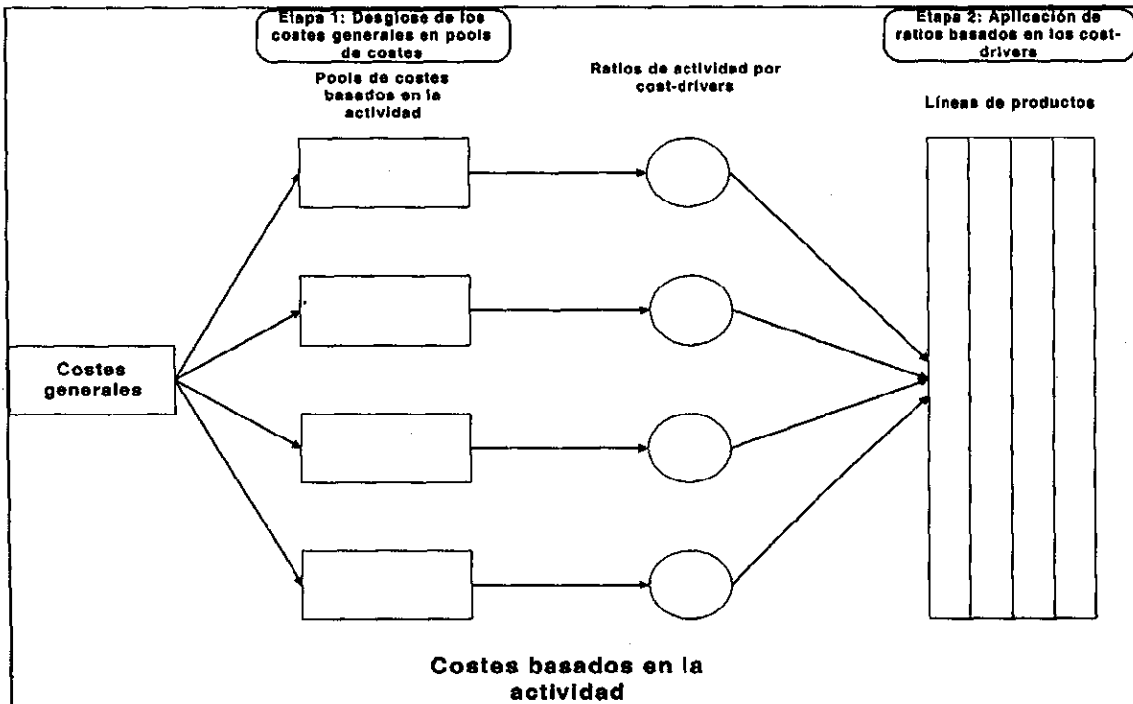 Etapa 1: Desglose de los
costes generales en pools
de costes
Etapa 2: Aplicación de
ratios basados en los cost-
drivers
Pools de costes
basados en la
actividad
Ratios de actividad por
cost-drivers
Líneas de productos
Costes
generales
Costes basados en la
actividad